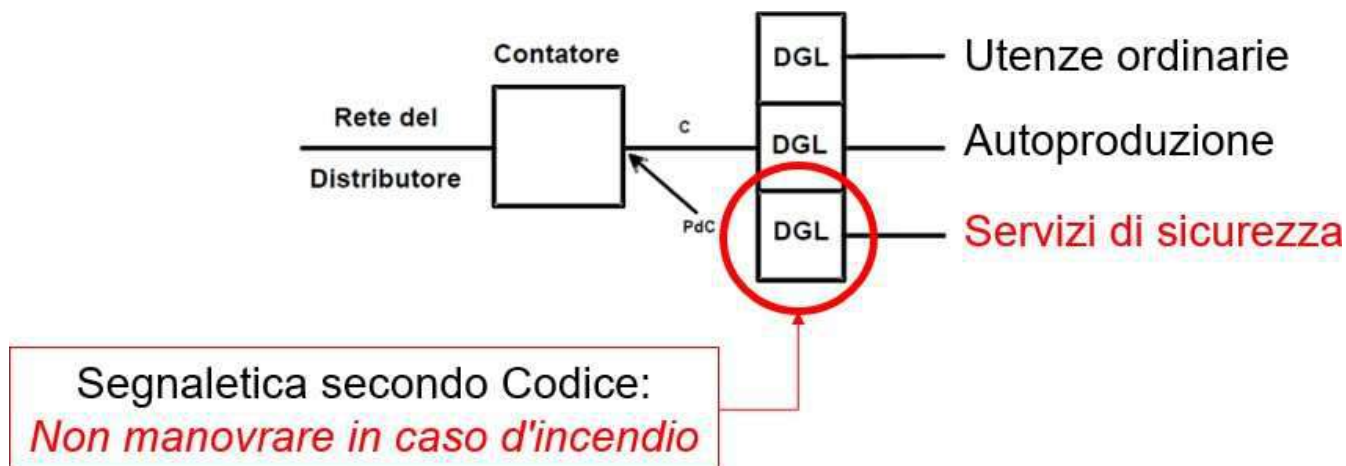 DGL
Utenze ordinarie
Contatore
Rete del
Distributore
C
DGL
Autoproduzione
PdC
DGL
Servizi di sicurezza
Segnaletica secondo Codice:
Non manovrare in caso d'incendio